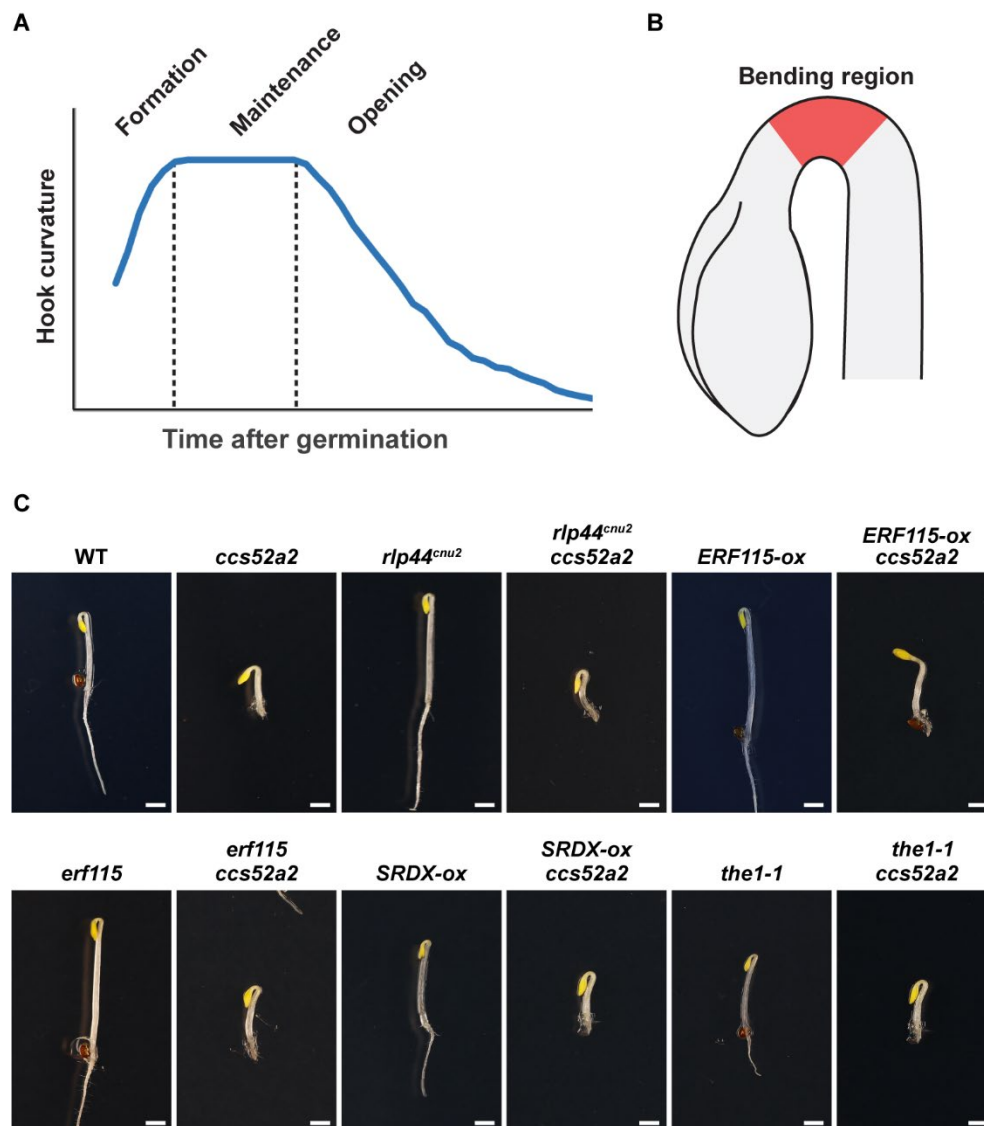 A
B
Formation
Maintenance
Opening
Bending region
Hook curvature
Time after germination
C
WT
ccs52a2
rlp44cnu2
rlp44cnu2
ccs52a2
ERF115-ox
ERF115-ox
ccs52a2
erf115
erf115
ccs52a2
SRDX-ox
SRDX-ox
ccs52a2
the1-1
the1-1
ccs52a2